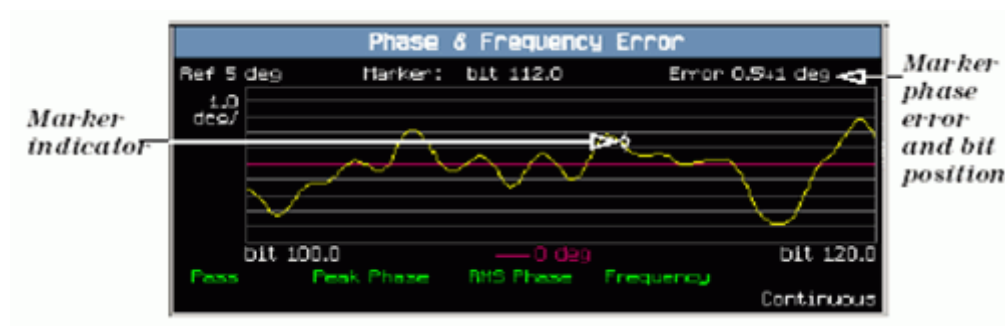 Phase & Frequency Error
Ref 5 deg Marker: bit 112.0 Error 0.541 deg
1.0
deg/
Marker
indicator
Marker
phase
error
and bit
position
bit 100.0 0 deg bit 120.0
Pass Peak Phase RMS Phase Frequency
Continuous